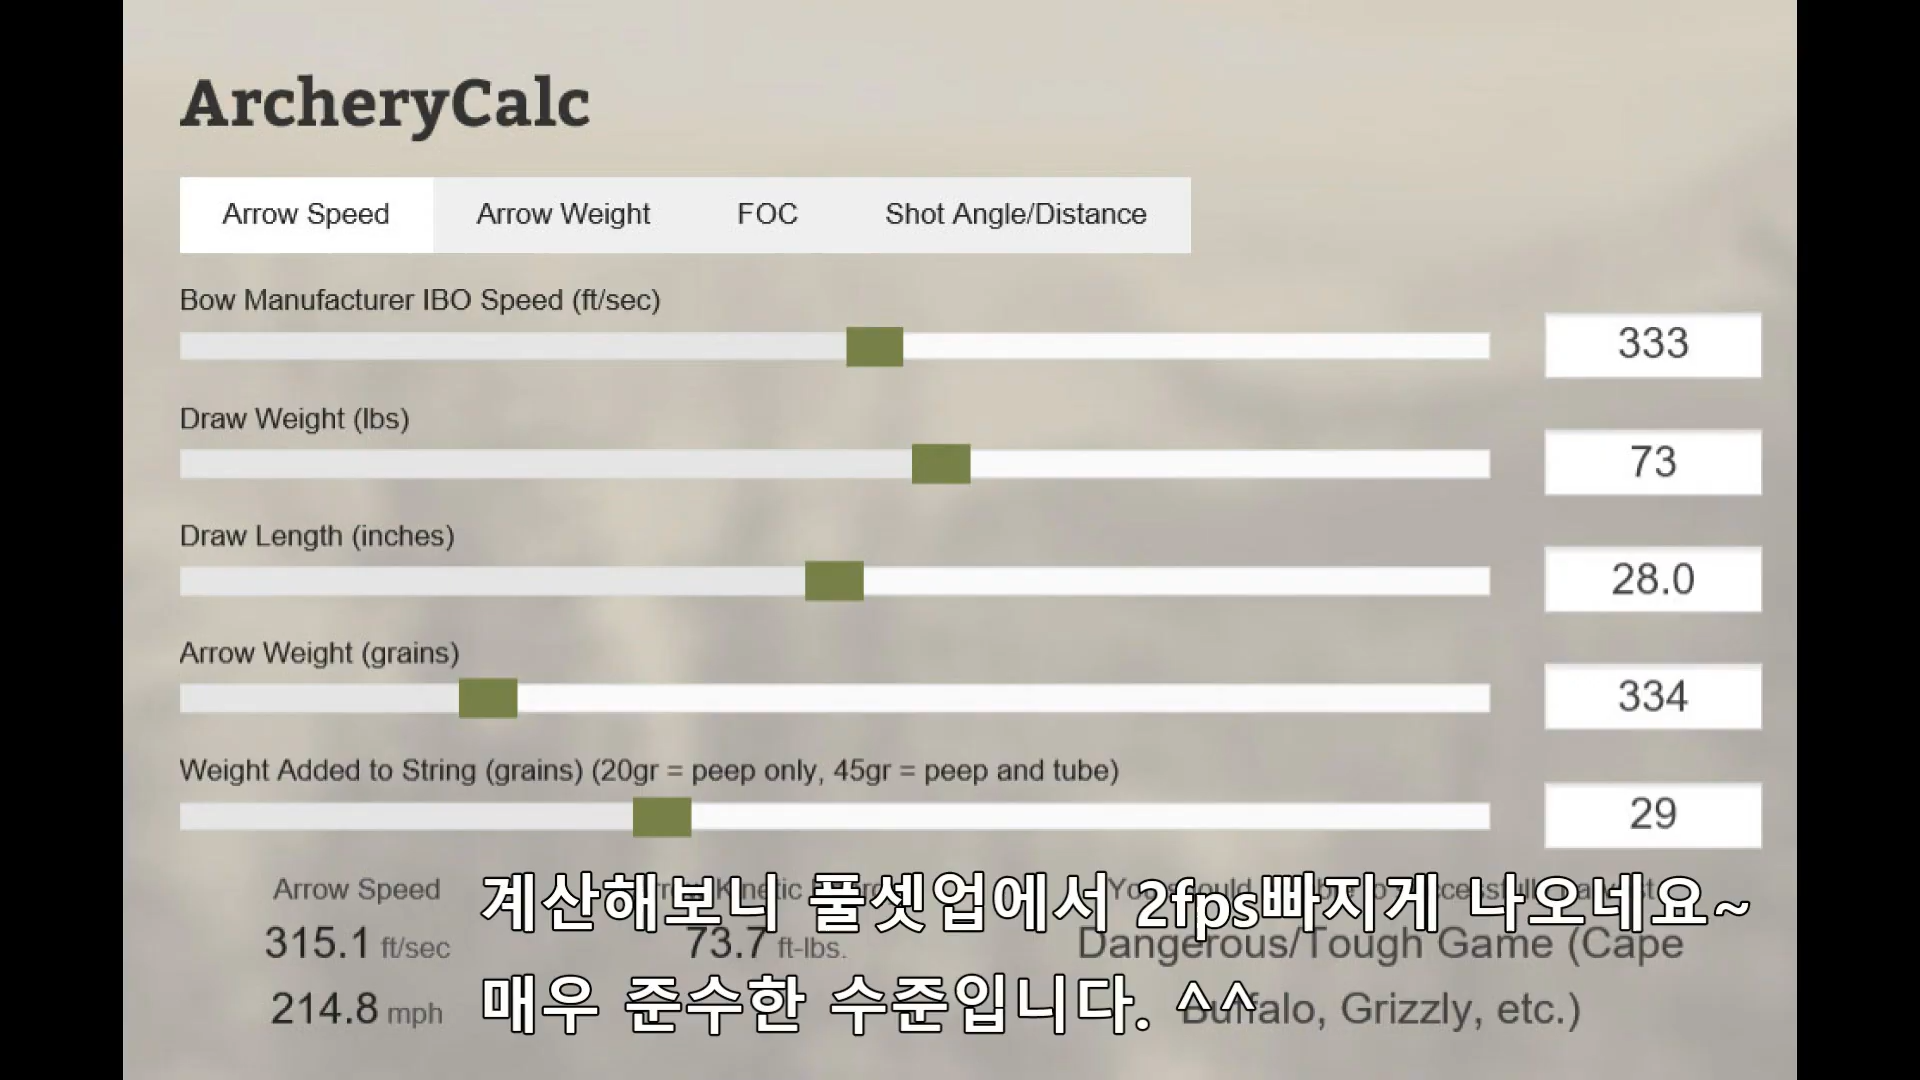 ArcheryCalc
Arrow Speed Arrow Weight FOC Shot Angle/Distance
Bow Manufacturer IBO Speed (ft/sec)
333
Draw Weight (lbs)
73
Draw Length (inches)
28.0
Arrow Weight (grains)
334
Weight Added to String (grains) (20gr = peep only, 45gr = peep and tube)
29
Arrow Speed
315.1 ft/sec
214.8 mph
Kinetic
73.7 ft-lbs.
Dangerous/Tough Game (Cape
Buffalo, Grizzly, etc.)
계산해보니 풀셋업에서 2fps빠지게 나오네요~
매우 준수한 수준입니다. ^^